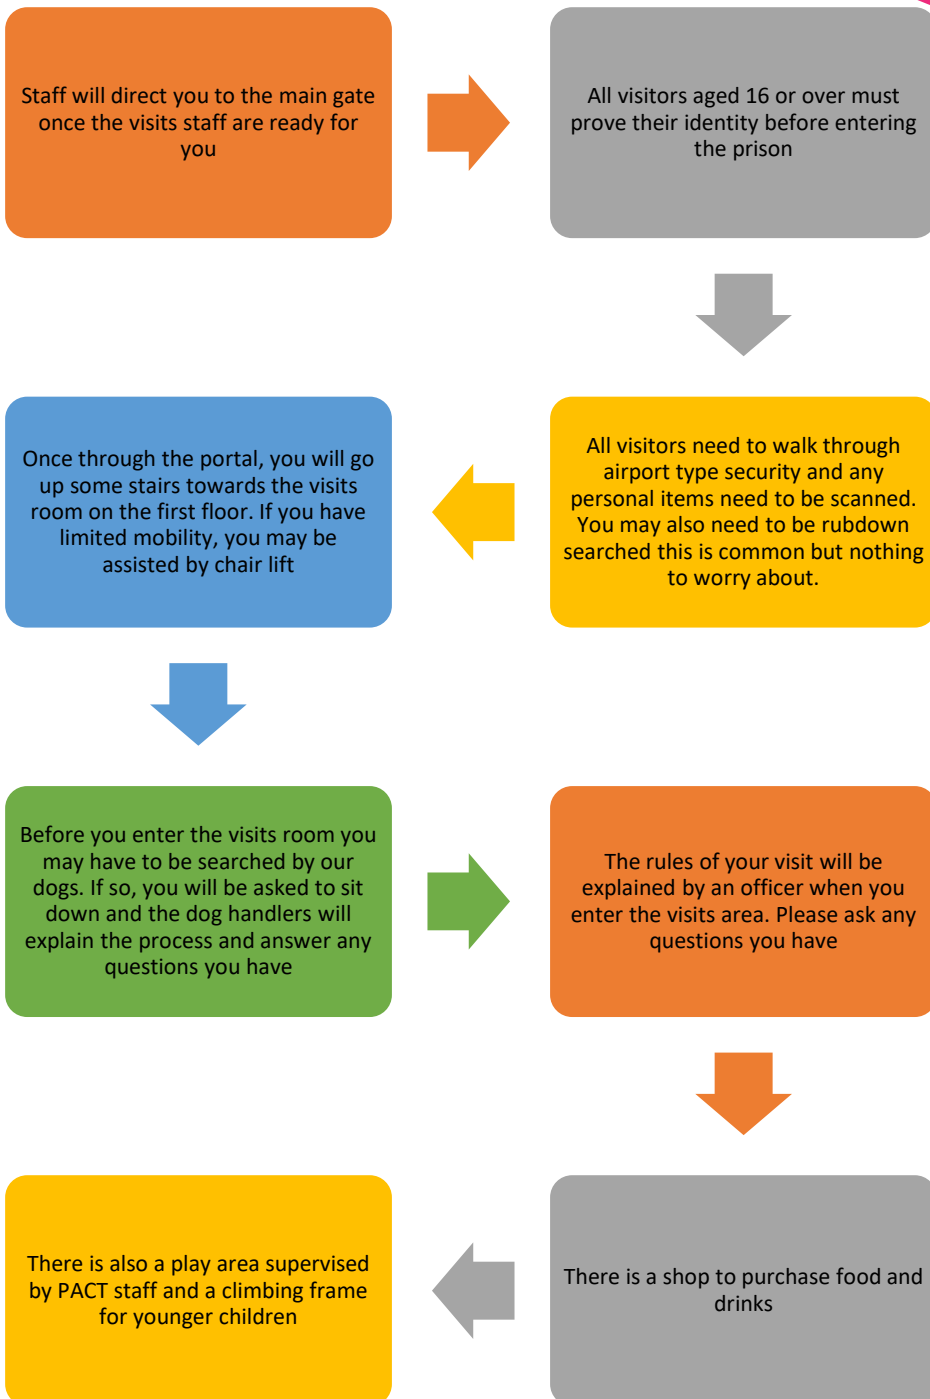 Staff will direct you to the main gate
once the visits staff are ready for
you
All visitors aged 16 or over must
prove their identity before entering
the prison
All visitors need to walk through
airport type security and any
personal items need to be scanned.
You may also need to be rubdown
searched this is common but nothing
to worry about.
Once through the portal, you will go
up some stairs towards the visits
room on the first floor. If you have
limited mobility, you may be
assisted by chair lift
Before you enter the visits room you
may have to be searched by our
dogs. If so, you will be asked to sit
down and the dog handlers will
explain the process and answer any
questions you have
The rules of your visit will be
explained by an officer when you
enter the visits area. Please ask any
questions you have
There is a shop to purchase food and
drinks
There is also a play area supervised
by PACT staff and a climbing frame
for younger children